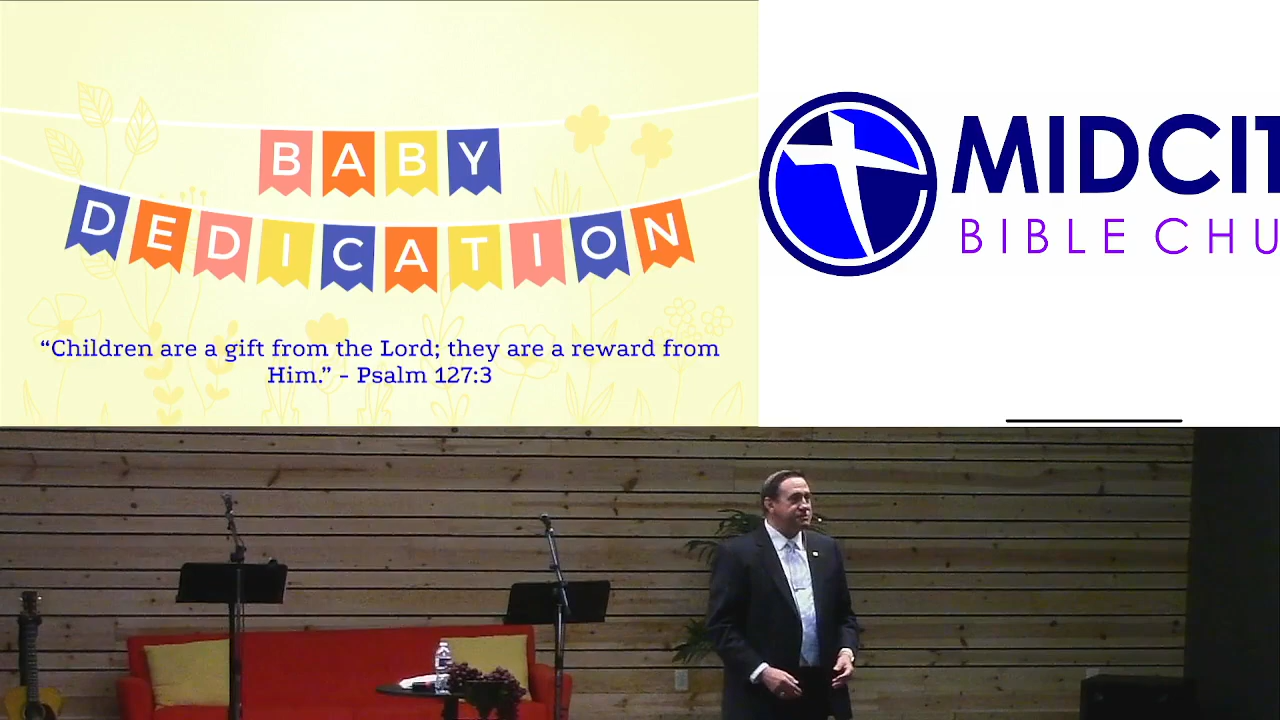 BABY
DEDICATION
“Children are a gift from the Lord; they are a reward from
Him.” - Psalm 127:3
MIDCIT
BIBLE CHU